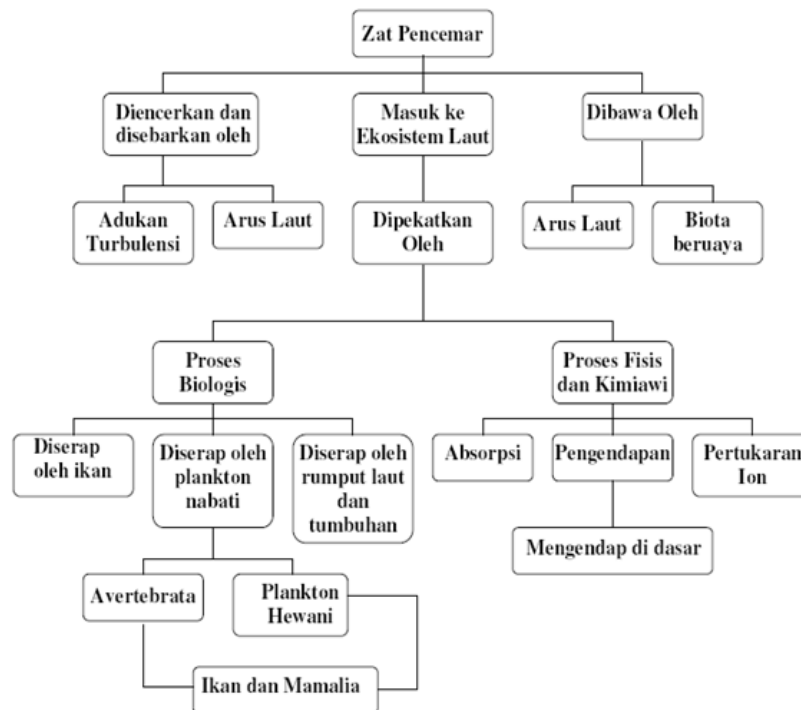 Zat Pencemar
Diencerkan dan
disebarkan oleh
Masuk ke
Ekosistem Laut
Dibawa Oleh
Adukan
Turbulensi
Arus Laut
Dipekatkan
Oleh
Arus Laut
Biota
beruaya
Proses
Biologis
Proses Fisis
dan Kimiawi
Diserap
oleh ikan
Diserap oleh
plankton
nabati
Diserap oleh
rumput laut
dan
tumbuhan
Absorpsi
Pengendapan
Pertukaran
Ion
Mengendap di dasar
Avertebrata
Plankton
Hewani
Ikan dan Mamalia